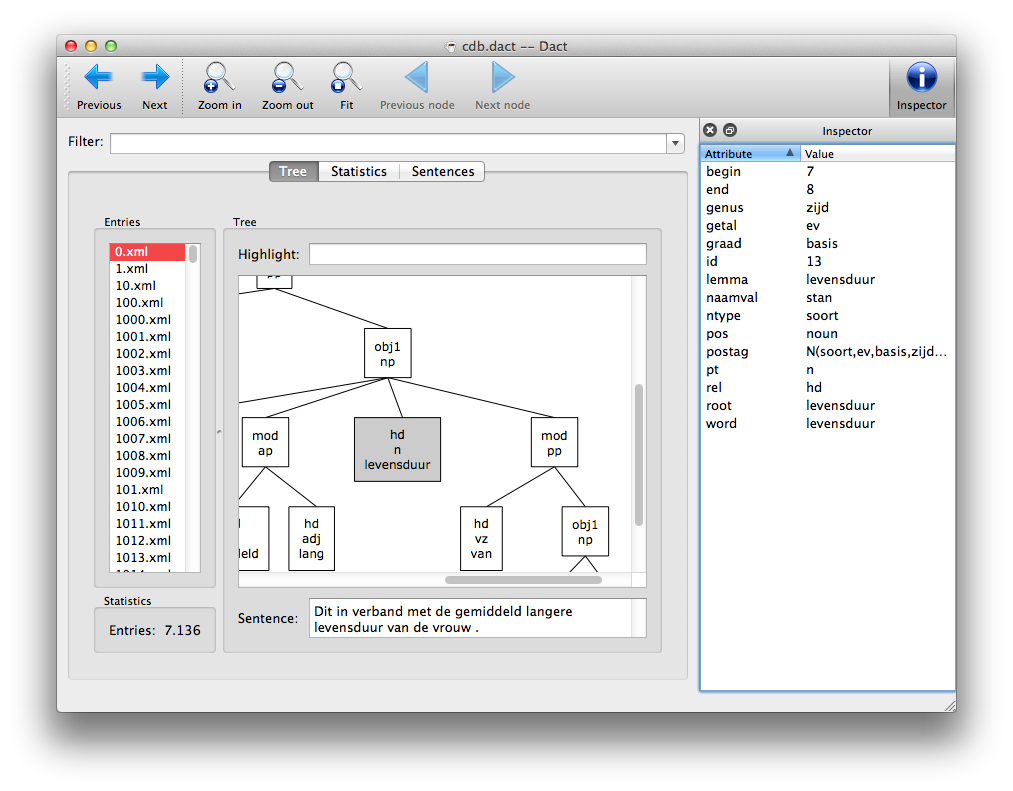 cdb.dact -- Dact
Previous Next Zoom in Zoom out Fit Previous node Next node Inspector
Filter:
Tree Statistics Sentences
Entries
0.xml
1.xml
10.xml
100.xml
1000.xml
1001.xml
1002.xml
1003.xml
1004.xml
1005.xml
1006.xml
1007.xml
1008.xml
1009.xml
101.xml
1010.xml
1011.xml
1012.xml
1013.xml
Statistics
Entries: 7.136
Tree
Highlight:
obj1
np
mod
ap
hd
n
levensduur
mod
pp
hd
adj
lang
hd
vz
van
obj1
np
Sentence:
Dit in verband met de gemiddeld langere
levensduur van de vrouw .
Inspector
Attribute Value
begin 7
end 8
genus zijd
getal ev
graad basis
id 13
lemma levensduur
naamval stan
ntype soort
pos noun
postag N(soort,ev,basis,zijd...
pt n
rel hd
root levensduur
word levensduur